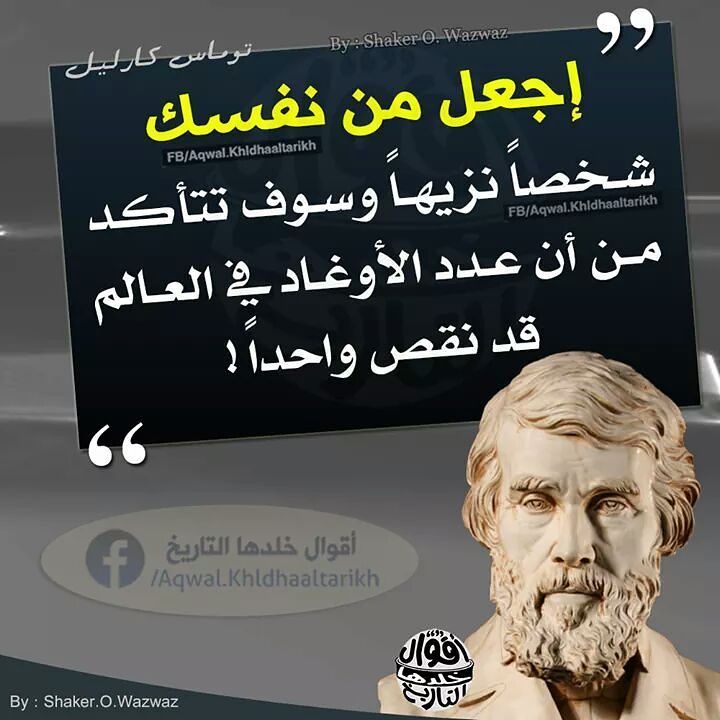 توماس كارليل
By : Shaker O. Wazwaz
”
إجعل من نفسك
FB/Aqwal.Khldhaaltarikh
شخصاً نزيهاً وسوف تتأكد
FB/Aqwal.Khldhaaltarikh
من أن عدد الأوغاد في العالم
قد نقص واحداً !
“
أقوال خلدها التاريخ
/Aqwal.Khldhaaltarikh
أقوال
خلدها
التاريخ
By : Shaker.O.Wazwaz